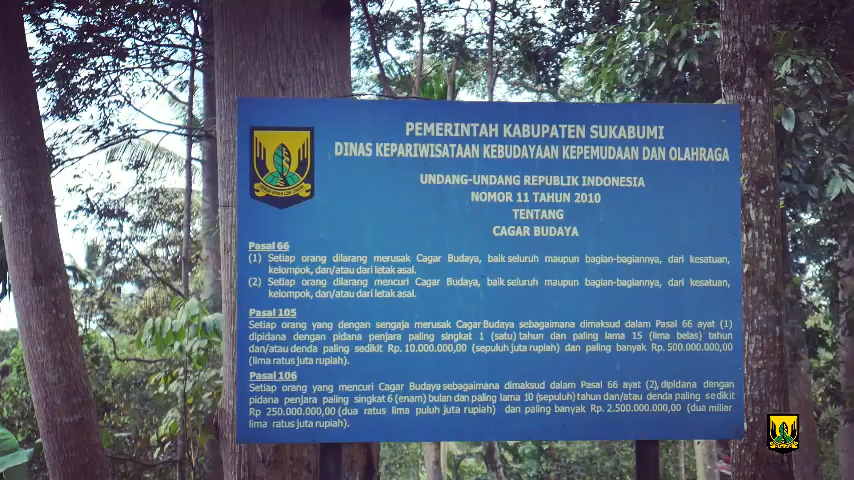 PEMERINTAH KABUPATEN SUKABUMI
DINAS KEPARIWISATAAN KEBUDAYAAN KEPEMUDAAN DAN OLAHRAGA
UNDANG-UNDANG REPUBLIK INDONESIA
NOMOR 11 TAHUN 2010
TENTANG
CAGAR BUDAYA
Pasal 66
(1) Setiap orang dilarang merusak Cagar Budaya, baik seluruh maupun bagian-bagiannya, dari kesatuan,
kelompok, dan/atau dari letak asal.
(2) Setiap orang dilarang mencuri Cagar Budaya, baik seluruh maupun bagian-bagiannya, dari kesatuan,
kelompok, dan/atau dari letak asal.
Pasal 105
Setiap orang yang dengan sengaja merusak Cagar Budaya sebagaimana dimaksud dalam Pasal 66 ayat (1)
dipidana dengan pidana penjara paling singkat 1 (satu) tahun dan paling lama 15 (lima belas) tahun
dan/atau denda paling sedikit Rp. 10.000.000,00 (sepuluh juta rupiah) dan paling banyak Rp. 500.000.000,00
(lima ratus juta rupiah).
Pasal 106
Setiap orang yang mencuri Cagar Budaya sebagaimana dimaksud dalam Pasal 66 ayat (2), dipidana dengan
pidana penjara paling singkat 6 (enam) bulan dan paling lama 10 (sepuluh) tahun dan/atau denda paling sedikit
Rp 250.000.000,00 (dua ratus lima puluh juta rupiah) dan paling banyak Rp. 2.500.000.000,00 (dua miliar
lima ratus juta rupiah).